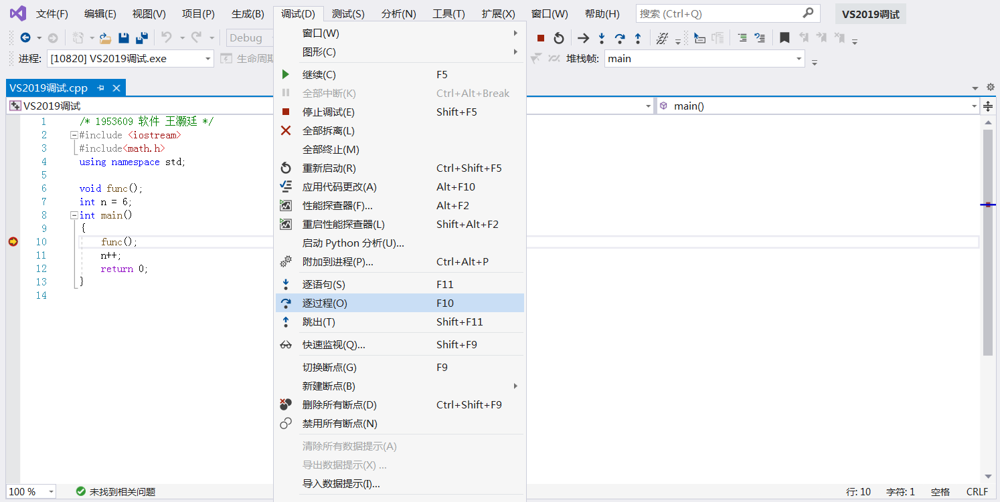 文件(F) 编辑(E) 视图(V) 项目(P) 生成(B) 调试(D) 测试(S) 分析(N) 工具(T) 扩展(X) 窗口(W) 帮助(H) 搜索 (Ctrl+Q) VS2019调试
Debug
进程: [10820] VS2019调试.exe 生命周期 堆栈帧: main
VS2019调试.cpp
VS2019调试 main()
1 /* 1953609 软件 王灏廷 */
2 #include <iostream>
3 #include<math.h>
4 using namespace std;
5
6 void func();
7 int n = 6;
8 int main()
9 {
10 func();
11 n++;
12 return 0;
13 }
14
窗口(W)
图形(C)
继续(C) F5
全部中断(K) Ctrl+Alt+Break
停止调试(E) Shift+F5
全部拆离(L)
全部终止(M)
重新启动(R) Ctrl+Shift+F5
应用代码更改(A) Alt+F10
性能探查器(F)... Alt+F2
重启性能探查器(L) Shift+Alt+F2
启动 Python 分析(U)...
附加到进程(P)... Ctrl+Alt+P
逐语句(S) F11
逐过程(O) F10
跳出(T) Shift+F11
快速监视(Q)... Shift+F9
切换断点(G) F9
新建断点(B)
删除所有断点(D) Ctrl+Shift+F9
禁用所有断点(N)
清除所有数据提示(A)
导出数据提示(X) ...
导入数据提示(I)...
100 % 未找到相关问题 行: 10 字符: 1 空格 CRLF